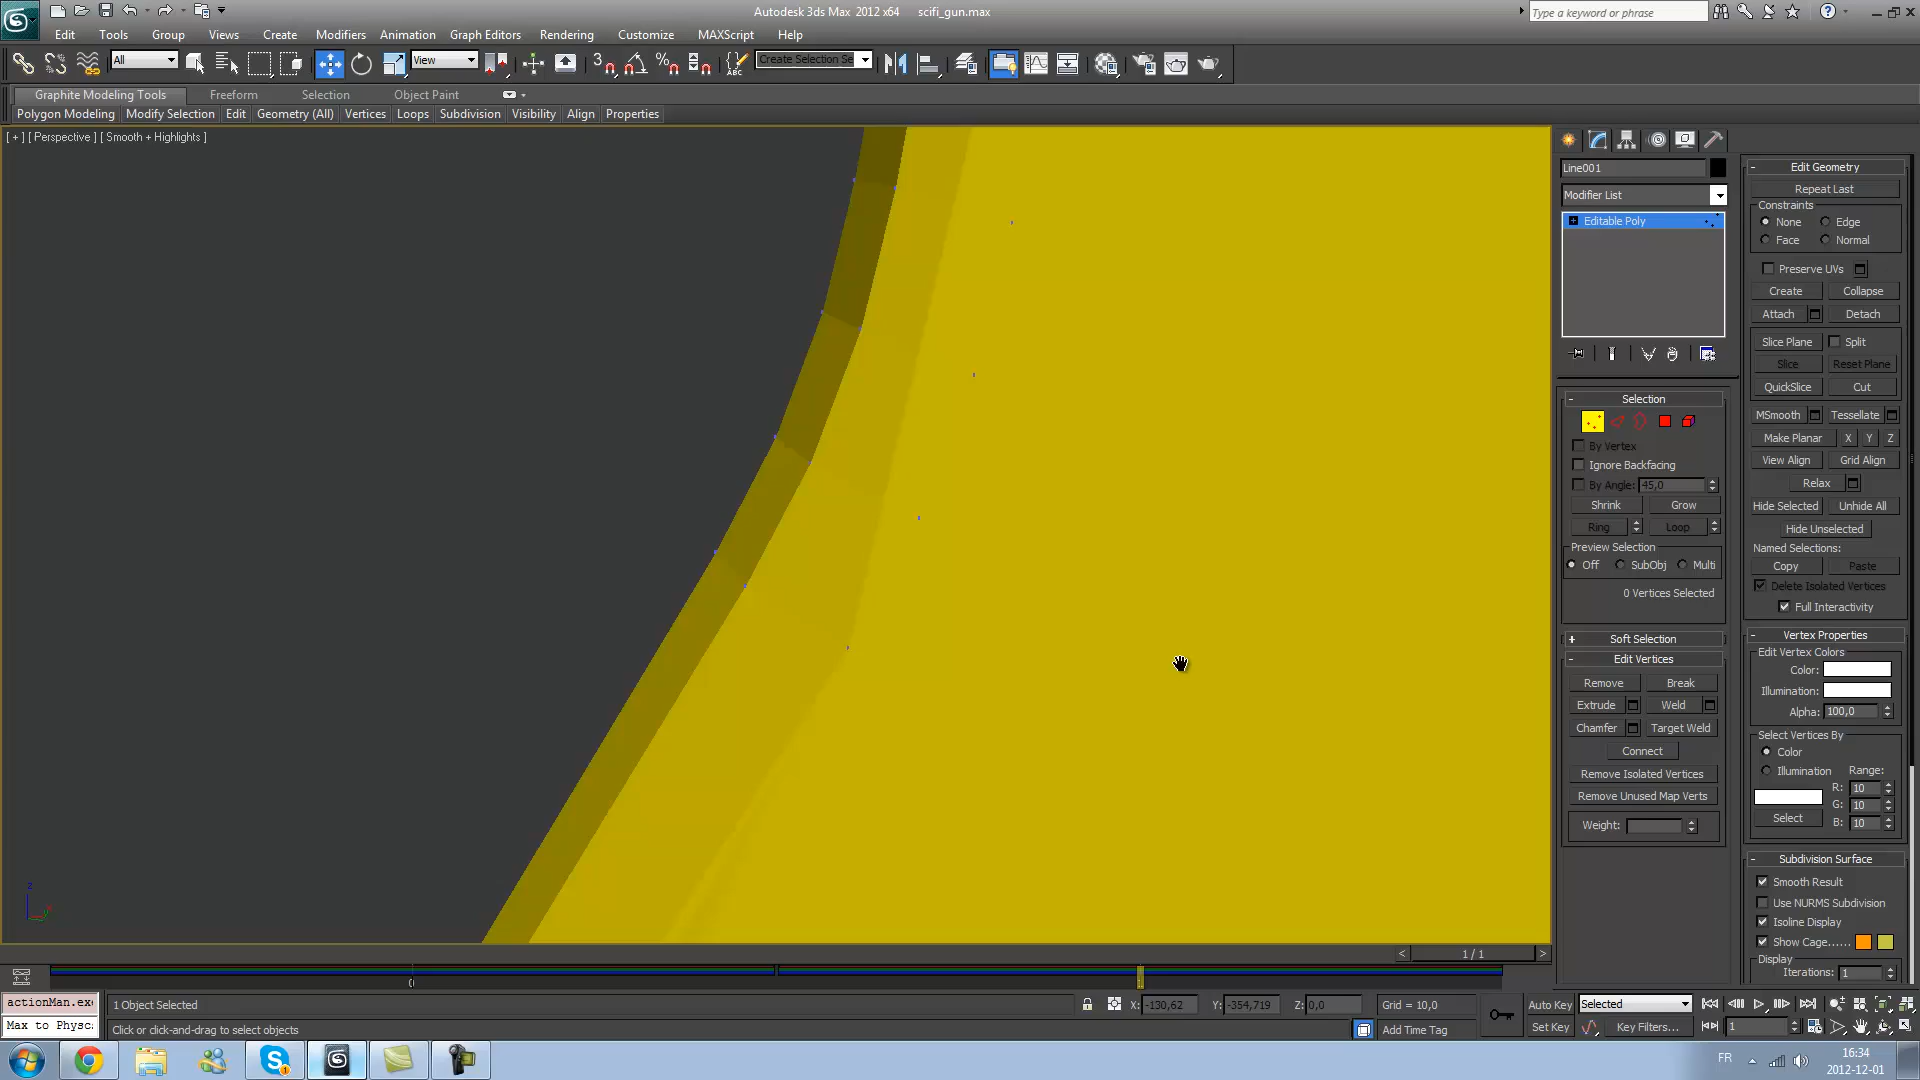 Autodesk 3ds Max 2012 x64 scifi_gun.max
Type a keyword or phrase
Edit Tools Group Views Create Modifiers Animation Graph Editors Rendering Customize MAXScript Help
All View 3 Create Selection Se
Graphite Modeling Tools Freeform Selection Object Paint
Polygon Modeling Modify Selection Edit Geometry (All) Vertices Loops Subdivision Visibility Align Properties
[ + ] [ Perspective ] [ Smooth + Highlights ]
Line001
Modifier List
Editable Poly
Selection
By Vertex
Ignore Backfacing
By Angle: 45,0
Shrink Grow
Ring Loop
Preview Selection
Off SubObj Multi
0 Vertices Selected
Soft Selection
Edit Vertices
Remove Break
Extrude Weld
Chamfer Target Weld
Connect
Remove Isolated Vertices
Remove Unused Map Verts
Weight:
Edit Geometry
Repeat Last
Constraints
None Edge
Face Normal
Preserve UVs
Create Collapse
Attach Detach
Slice Plane Split
Slice Reset Plane
QuickSlice Cut
MSmooth Tessellate
Make Planar X Y Z
View Align Grid Align
Relax
Hide Selected Unhide All
Hide Unselected
Named Selections:
Copy Paste
Delete Isolated Vertices
Full Interactivity
Vertex Properties
Edit Vertex Colors
Color:
Illumination:
Alpha: 100,0
Select Vertices By
Color
Illumination Range:
R: 10
G: 10
B: 10
Select
Subdivision Surface
Smooth Result
Use NURMS Subdivision
Isoline Display
Show Cage......
Display
Iterations: 1
z
< 1 / 1 >
0
actionMan.exe
Max to Physc:
1 Object Selected
Click or click-and-drag to select objects
X: -130,62 Y: -354,719 Z: 0,0 Grid = 10,0
Add Time Tag
Auto Key Selected
Set Key Key Filters... 1
FR
16:34
2012-12-01